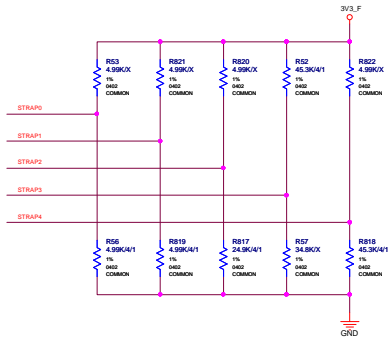 3V3_F
R53
4.99K/X
1%
0402
COMMON
R821
4.99K/X
1%
0402
COMMON
R820
4.99K/X
1%
0402
COMMON
R52
45.3K/4/1
1%
0402
COMMON
R822
4.99K/X
1%
0402
COMMON
STRAP0
STRAP1
STRAP2
STRAP3
STRAP4
R56
4.99K/4/1
1%
0402
COMMON
R819
4.99K/4/1
1%
0402
COMMON
R817
24.9K/4/1
1%
0402
COMMON
R57
34.8K/X
1%
0402
COMMON
R818
45.3K/4/1
1%
0402
COMMON
GND